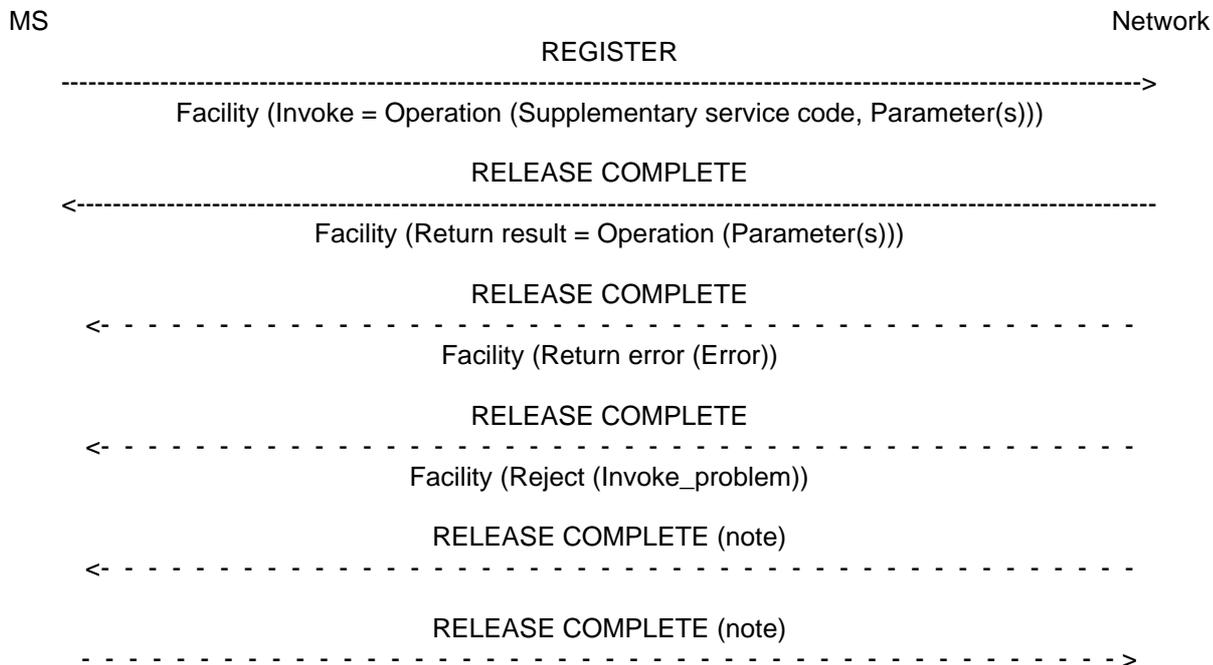 MS Network
REGISTER
Facility (Invoke = Operation (Supplementary service code, Parameter(s)))
RELEASE COMPLETE
Facility (Return result = Operation (Parameter(s)))
RELEASE COMPLETE
Facility (Return error (Error))
RELEASE COMPLETE
Facility (Reject (Invoke_problem))
RELEASE COMPLETE (note)
RELEASE COMPLETE (note)